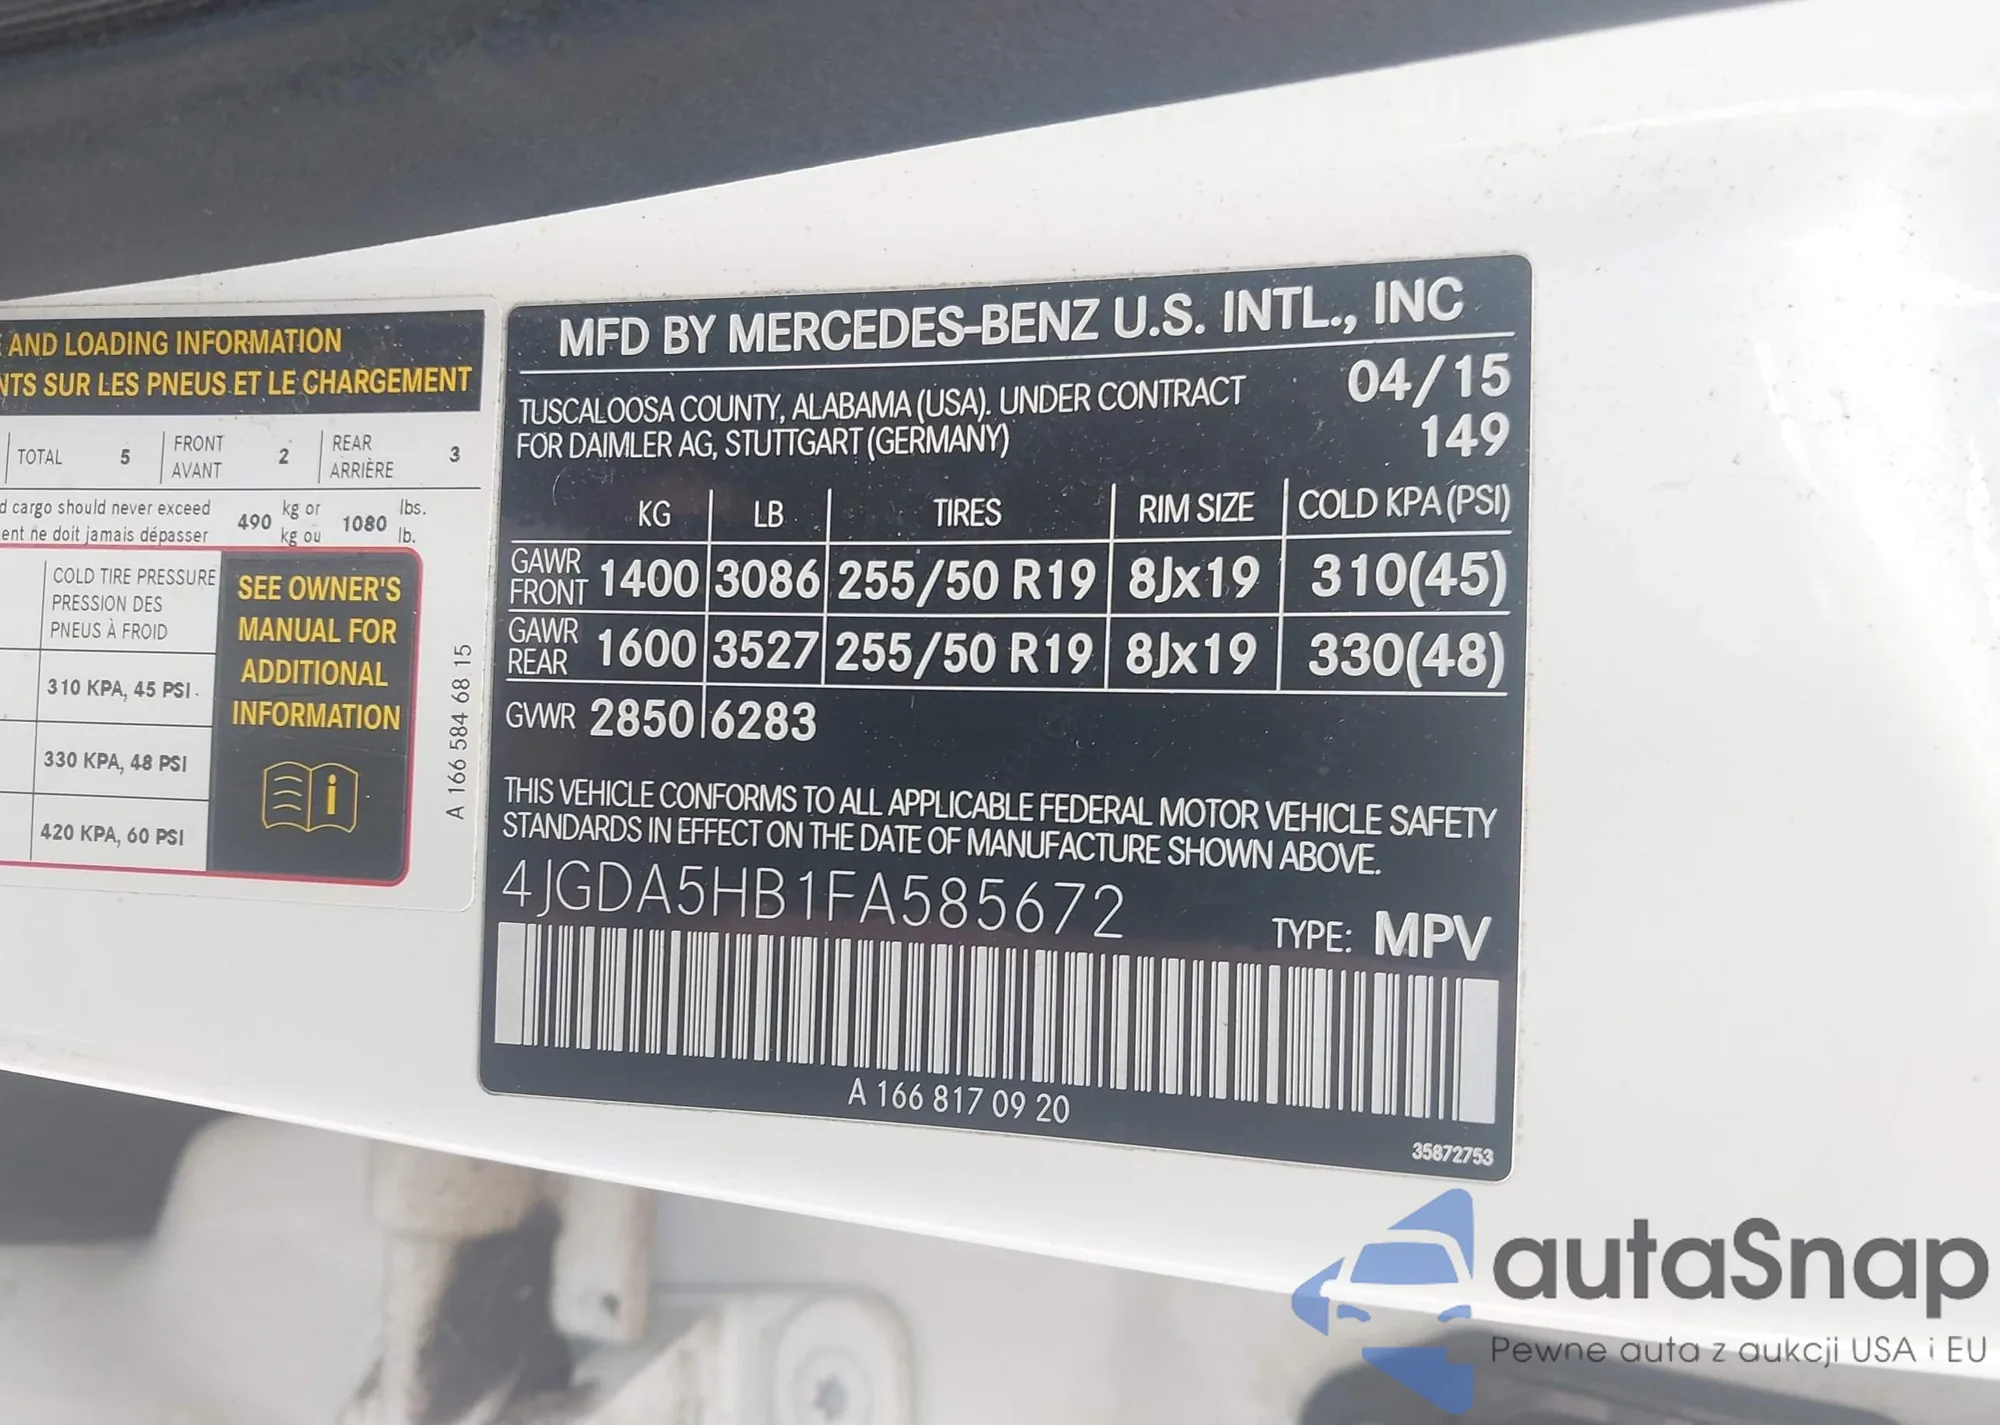 AND LOADING INFORMATION
SUR LES PNEUS ET LE CHARGEMENT
TOTAL 5
FRONT
AVANT 2
REAR
ARRIÈRE 3
cargo should never exceed
ne doit jamais dépasser
490 kg or
kg ou
1080 lbs.
lb.
COLD TIRE PRESSURE
PRESSION DES
PNEUS À FROID
310 KPA, 45 PSI
330 KPA, 48 PSI
420 KPA, 60 PSI
SEE OWNER'S
MANUAL FOR
ADDITIONAL
INFORMATION
A 166 584 68 15
MFD BY MERCEDES-BENZ U.S. INTL., INC
TUSCALOOSA COUNTY, ALABAMA (USA). UNDER CONTRACT
FOR DAIMLER AG, STUTTGART (GERMANY)
04/15
149
KG LB TIRES RIM SIZE COLD KPA (PSI)
GAWR
FRONT 1400 3086 255/50 R19 8Jx19 310(45)
GAWR
REAR 1600 3527 255/50 R19 8Jx19 330(48)
GVWR 2850 6283
THIS VEHICLE CONFORMS TO ALL APPLICABLE FEDERAL MOTOR VEHICLE SAFETY
STANDARDS IN EFFECT ON THE DATE OF MANUFACTURE SHOWN ABOVE.
4JGDA5HB1FA585672
TYPE: MPV
A 166 817 09 20
35872753
autaSnap
Pewne auta z aukcji USA i EU